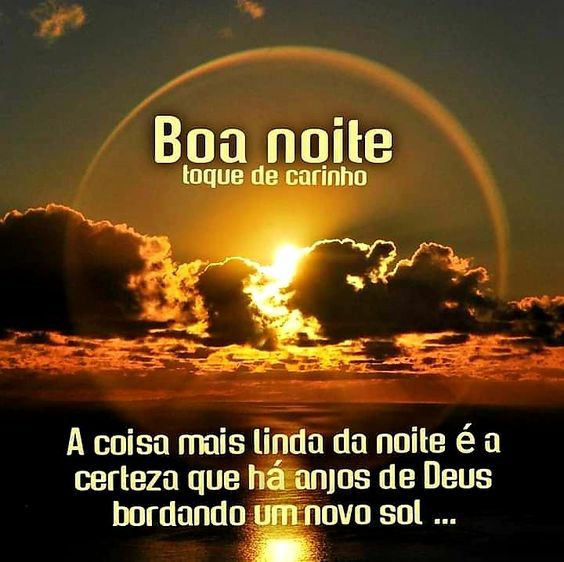 Boa noite
toque de carinho
A coisa mais linda da noite é a
certeza que há anjos de Deus
bordando um novo sol ...